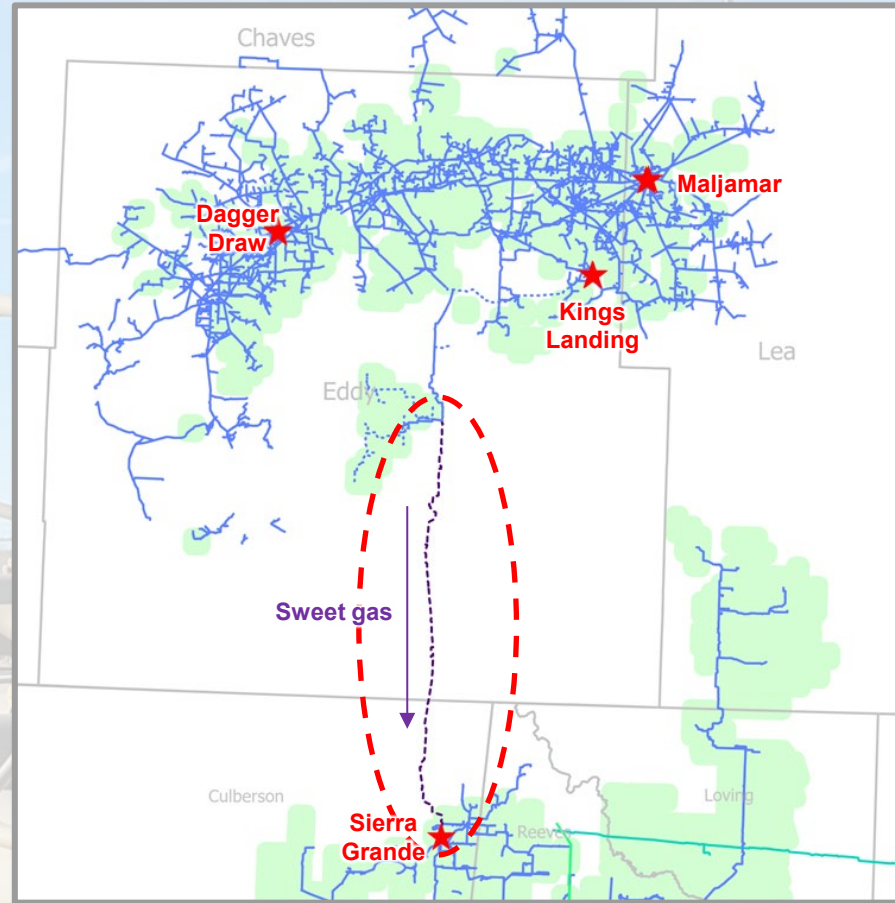 Chaves
Maljamar
Dagger
Draw
Kings
Landing
Lea
Eddy
Sweet gas
Culberson
Loving
Sierra
Grande
Reeves